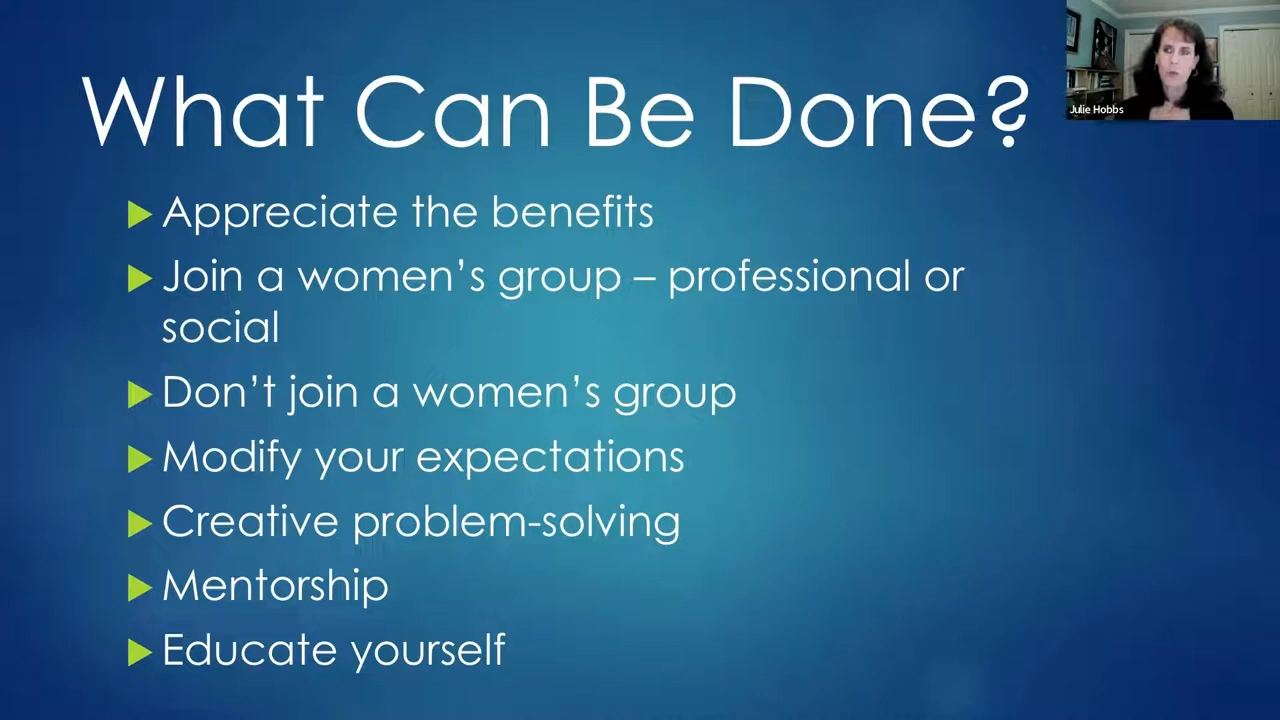 What Can Be Done?
Julie Hobbs
Appreciate the benefits
Join a women’s group – professional or
social
Don’t join a women’s group
Modify your expectations
Creative problem-solving
Mentorship
Educate yourself